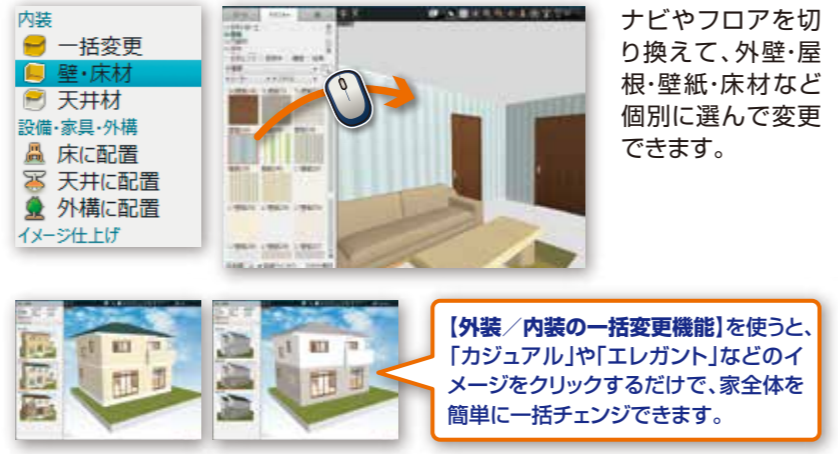 内装
一括変更
壁・床材
天井材
設備・家具・外構
床に配置
天井に配置
外構に配置
イメージ仕上げ
ナビやフロアを切
り換えて、外壁・屋
根・壁紙・床材など
個別に選んで変更
できます。
【外装／内装の一括変更機能】を使うと、
「カジュアル」や「エレガント」などのイ
メージをクリックするだけで、家全体を
簡単に一括チェンジできます。